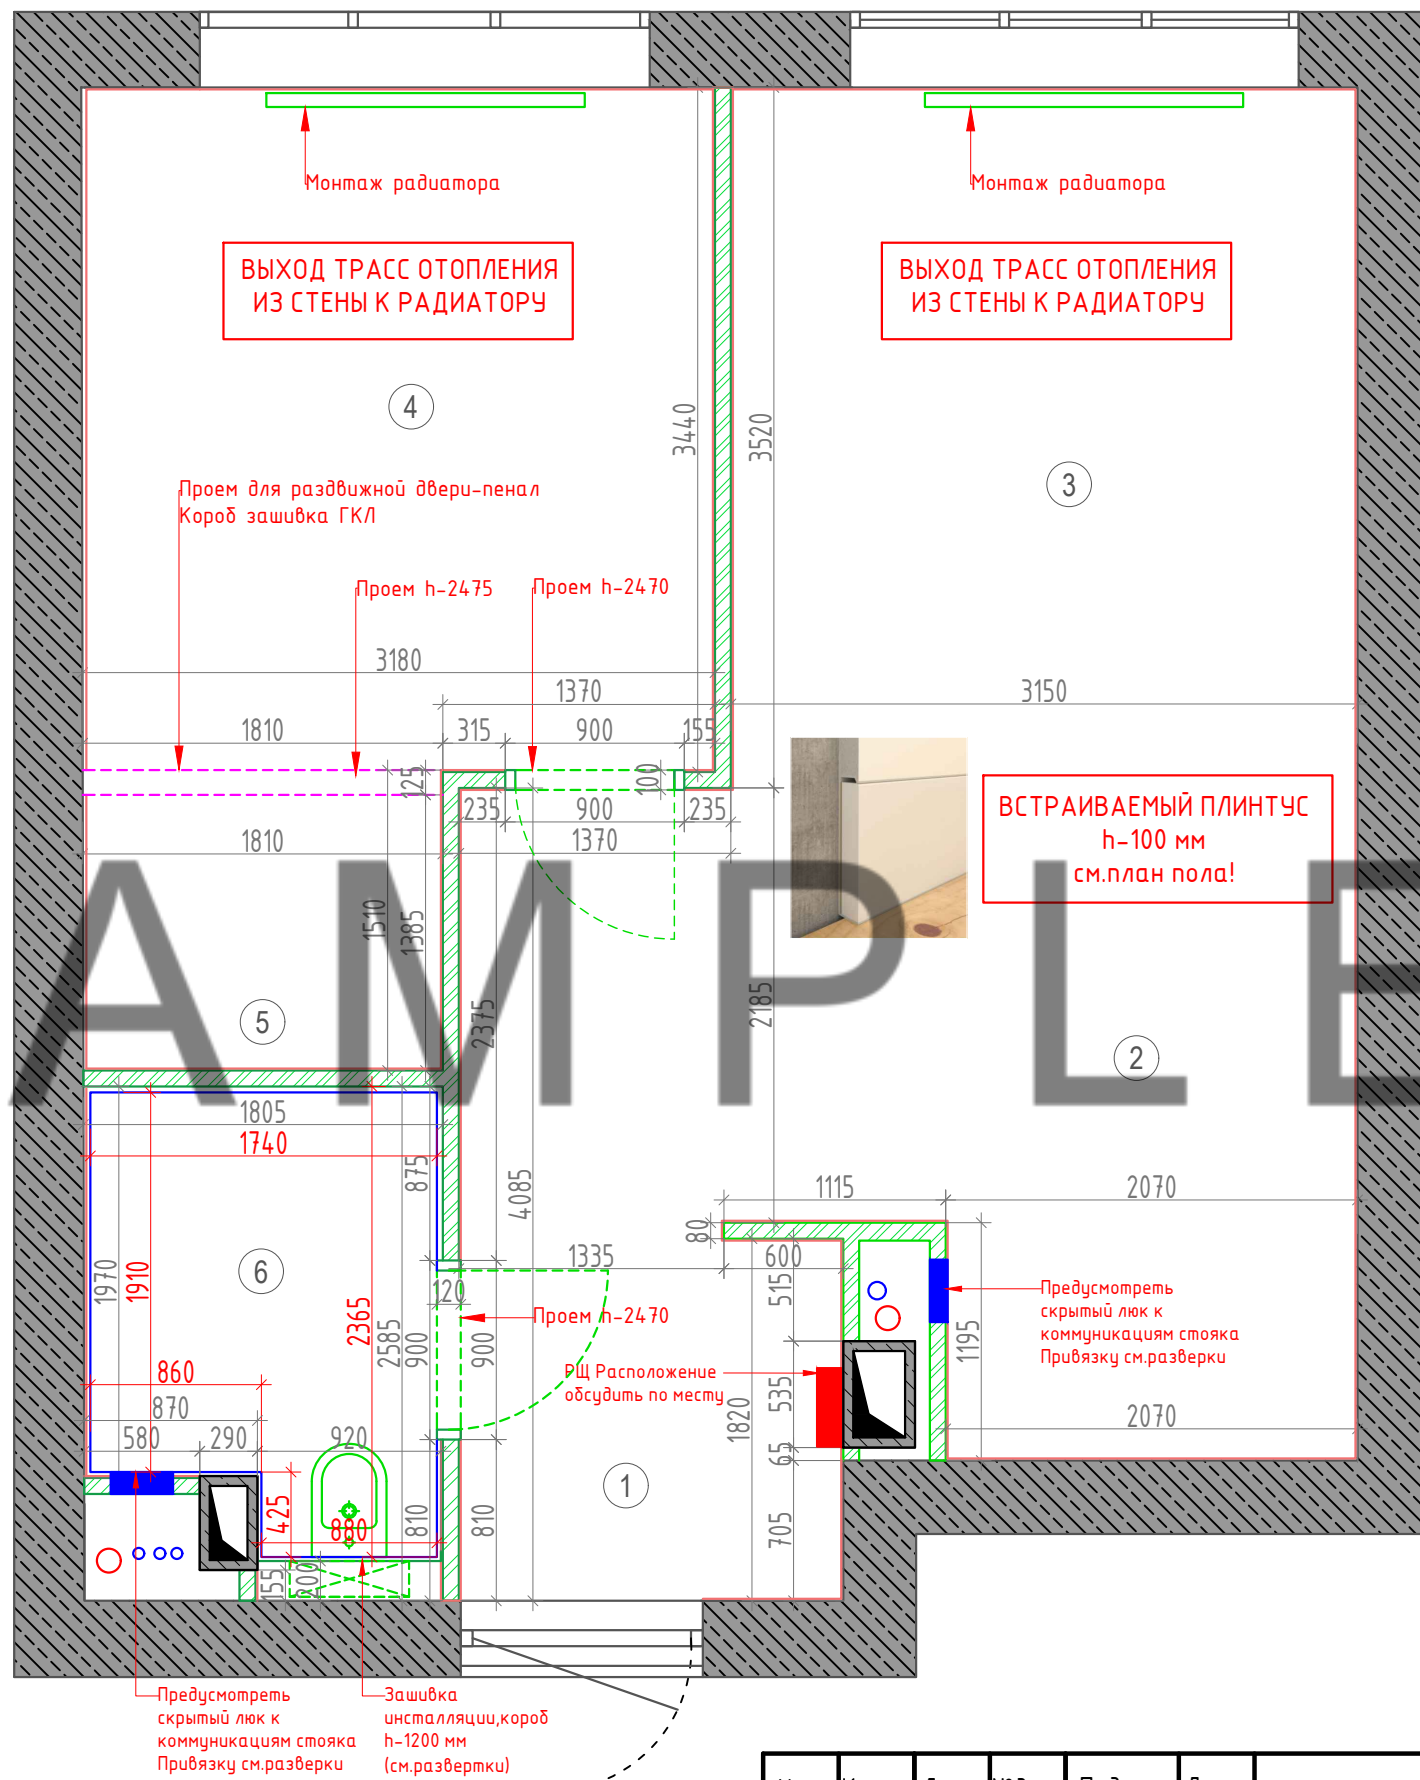 Монтаж радиатора
Монтаж радиатора
ВЫХОД ТРАСС ОТОПЛЕНИЯ
ИЗ СТЕНЫ К РАДИАТОРУ
ВЫХОД ТРАСС ОТОПЛЕНИЯ
ИЗ СТЕНЫ К РАДИАТОРУ
4
3440
3520
3
Проем для раздвижной двери-пенал
Короб зашивка ГКЛ
Проем h-2475
Проем h-2470
3180
1370
3150
1810
315
900
155
125
100
235
900
235
1810
1370
ВСТРАИВАЕМЫЙ ПЛИНТУС
h-100 мм
см.план пола!
AMPLE
1510
1385
2375
2185
5
2
1805
1740
875
4085
1115
2070
80
1335
600
515
6
1970
1910
120
2365
2585
900
900
Проем h-2470
Предусмотреть
скрытый люк к
коммуникациям стояка
Привязку см.разверки
1195
РЩ Расположение
обсудить по месту
535
1820
860
870
580
290
920
2070
65
1
425
880
810
810
705
155
200
Предусмотреть
скрытый люк к
коммуникациям стояка
Привязку см.разверки
Зашивка
инсталляции,короб
h-1200 мм
(см.развертки)